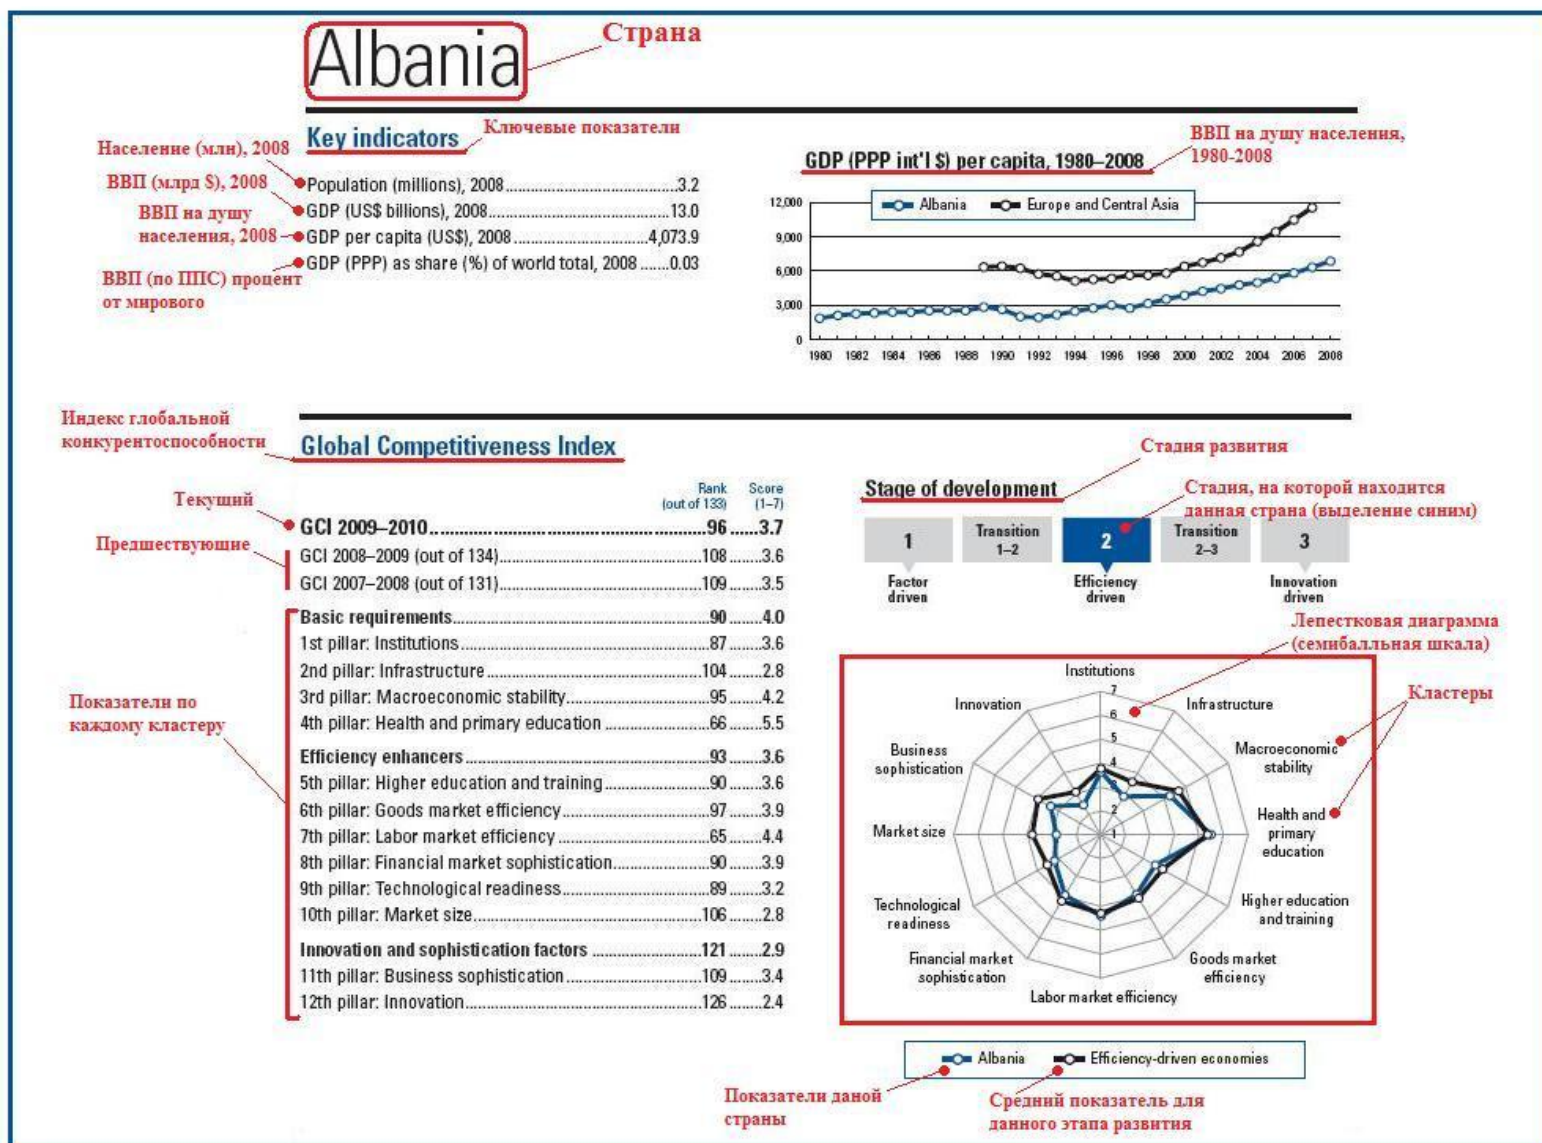 Albania
Страна
Key indicators
Ключевые показатели
Население (млн), 2008
ВВП (млрд $), 2008
ВВП на душу
населения, 2008
ВВП (по ППС) процент
от мирового
Population (millions), 2008 3.2
GDP (US$ billions), 2008 13.0
GDP per capita (US$), 2008 4,073.9
GDP (PPP) as share (%) of world total, 2008 0.03
ВВП на душу населения,
1980-2008
GDP (PPP int'l $) per capita, 1980–2008
Albania Europe and Central Asia
12,000
9,000
6,000
3,000
0
1980 1982 1984 1986 1988 1990 1992 1994 1996 1998 2000 2002 2004 2006 2008
Индекс глобальной
конкурентоспособности
Global Competitiveness Index
Текущий
Предшествующие
Показатели по
каждому кластеру
Rank Score
(out of 133) (1–7)
GCI 2009–2010 96 3.7
GCI 2008–2009 (out of 134) 108 3.6
GCI 2007–2008 (out of 131) 109 3.5
Basic requirements 90 4.0
1st pillar: Institutions 87 3.6
2nd pillar: Infrastructure 104 2.8
3rd pillar: Macroeconomic stability 95 4.2
4th pillar: Health and primary education 66 5.5
Efficiency enhancers 93 3.6
5th pillar: Higher education and training 90 3.6
6th pillar: Goods market efficiency 97 3.9
7th pillar: Labor market efficiency 65 4.4
8th pillar: Financial market sophistication 90 3.9
9th pillar: Technological readiness 89 3.2
10th pillar: Market size 106 2.8
Innovation and sophistication factors 121 2.9
11th pillar: Business sophistication 109 3.4
12th pillar: Innovation 126 2.4
Стадия развития
Stage of development
Стадия, на которой находится
данная страна (выделение синим)
1 Transition 1–2 2 Transition 2–3 3
Factor driven
Efficiency driven
Innovation driven
Лепестковая диаграмма
(семибалльная шкала)
Кластеры
Institutions
Infrastructure
Macroeconomic
stability
Health and
primary
education
Higher education
and training
Goods market
efficiency
Labor market efficiency
Financial market
sophistication
Technological
readiness
Market size
Business
sophistication
Innovation
7
6
5
4
3
2
1
Albania Efficiency-driven economies
Показатели даной
страны
Средний показатель для
данного этапа развития